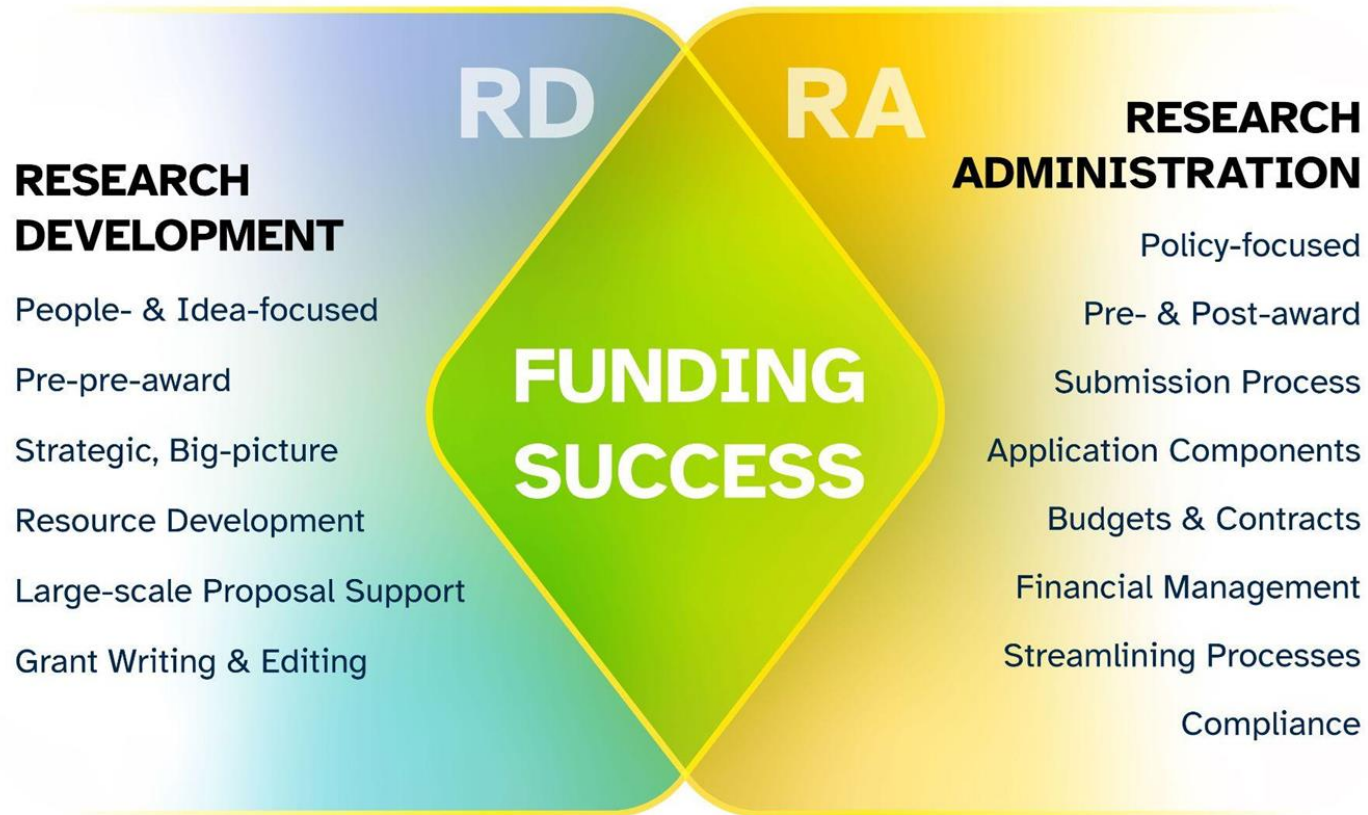 RD
RESEARCH
DEVELOPMENT
People- & Idea-focused
Pre-pre-award
Strategic, Big-picture
Resource Development
Large-scale Proposal Support
Grant Writing & Editing
FUNDING
SUCCESS
RA
RESEARCH
ADMINISTRATION
Policy-focused
Pre- & Post-award
Submission Process
Application Components
Budgets & Contracts
Financial Management
Streamlining Processes
Compliance